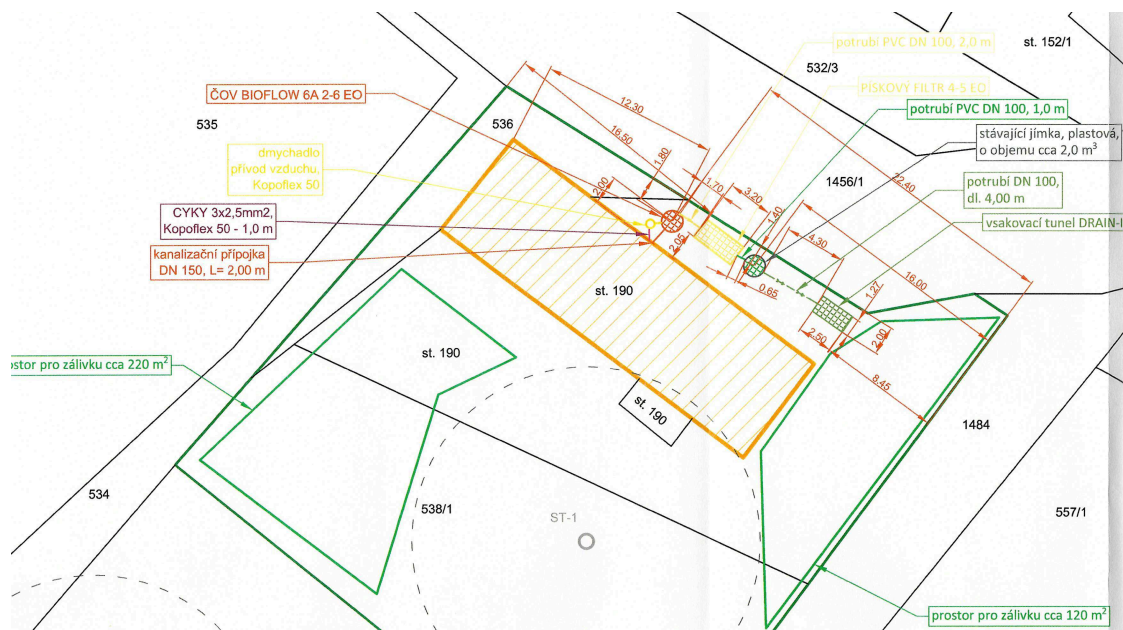 potrubí PVC DN 100, 2,0 m
st. 152/1
532/3
ČOV BIOFLOW 6A 2-6 EO
PÍSKOVÝ FILTR 4-5 EO
potrubí PVC DN 100, 1,0 m
12.30
535
536
16.50
stávající jímka, plastová,
o objemu cca 2,0 m³
dmychadlo
přívod vzduchu,
Kopoflex 50
1.80
22.40
1456/1
2.00
1.70
3.20
potrubí DN 100,
dl. 4,00 m
CYKY 3x2,5mm2,
Kopoflex 50 - 1,0 m
1.40
vsakovací tunel DRAIN-
kanalizační přípojka
DN 150, L= 2,00 m
2.05
4.30
16.00
0.65
1.27
st. 190
2.50
2.00
st. 190
ostor pro zálivku cca 220 m²
8.45
st. 190
1484
534
538/1
ST-1
557/1
prostor pro zálivku cca 120 m²